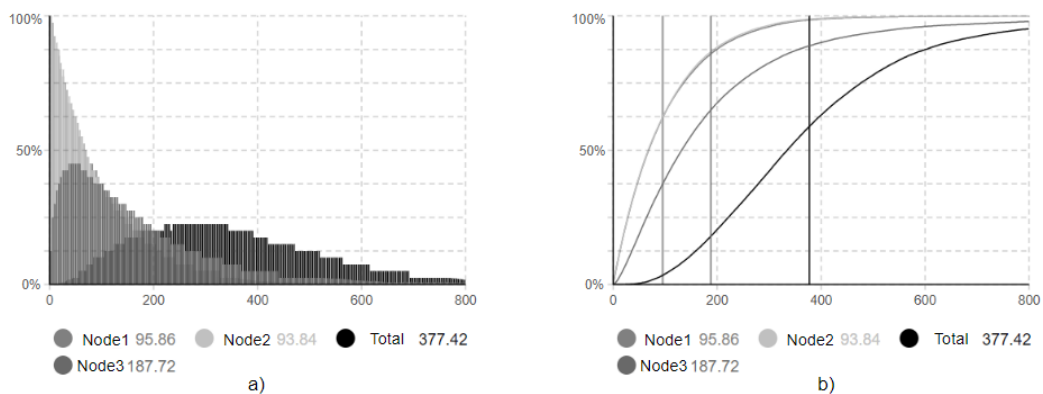 100%
50%
0%
0 200 400 600 800
Node1 95.86 Node2 93.84 Total 377.42
Node3 187.72
a)
100%
50%
0%
0 200 400 600 800
Node1 95.86 Node2 93.84 Total 377.42
Node3 187.72
b)